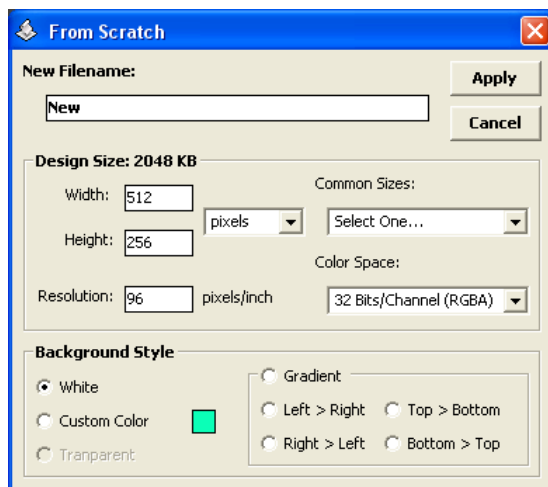 From Scratch
New Filename:
Apply
New
Cancel
Design Size: 2048 KB
Width: 512
Common Sizes:
pixels
Select One...
Height: 256
Color Space:
Resolution: 96 pixels/inch
32 Bits/Channel (RGBA)
Background Style
White
Gradient
Custom Color
Left > Right
Top > Bottom
Tranparent
Right > Left
Bottom > Top